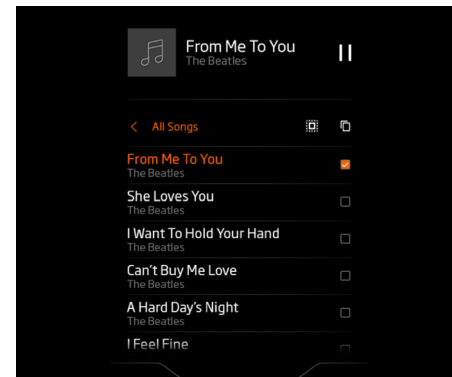 From Me To You
The Beatles
All Songs
From Me To You
The Beatles
She Loves You
The Beatles
I Want To Hold Your Hand
The Beatles
Can't Buy Me Love
The Beatles
A Hard Day's Night
The Beatles
I Feel Fine